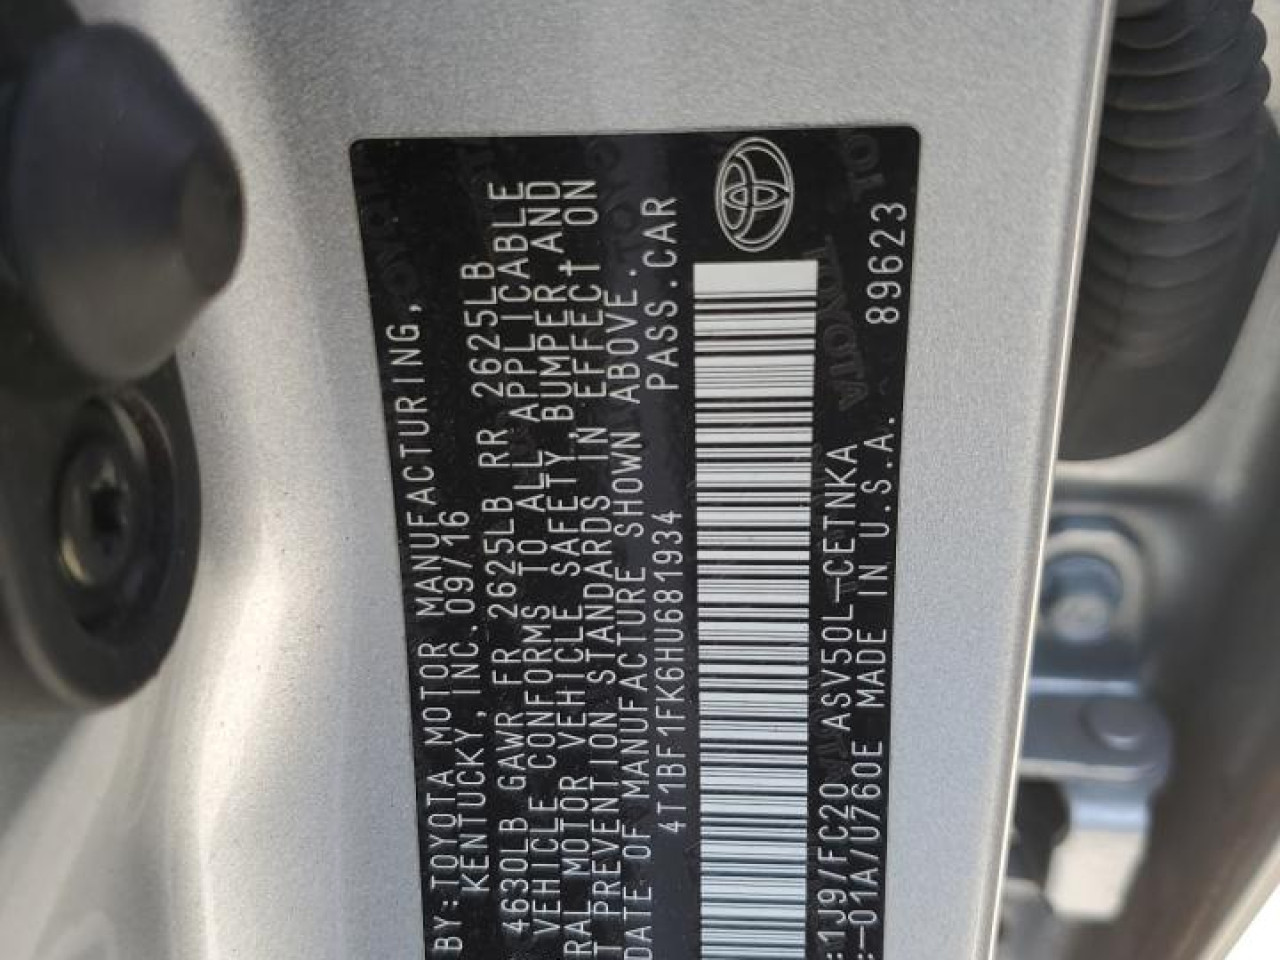 BY:TOYOTA MOTOR MANUFACTURING,
KENTUCKY, INC. 09/16
4630LB GAWR FR 2625LB RR 2625LB
VEHICLE CONFORMS TO ALL APPLICABLE
RAL MOTOR VEHICLE SAFETY, BUMPER AND
T PREVENTION STANDARDS IN EFFECT ON
DATE OF MANUFACTURE SHOWN ABOVE.
4T1BF1FK6HU681934 PASS.CAR
:1J9/FC20 ASV50L-CETNKA
:-01A/U760E MADE IN U.S.A. 89623
TOYOTA